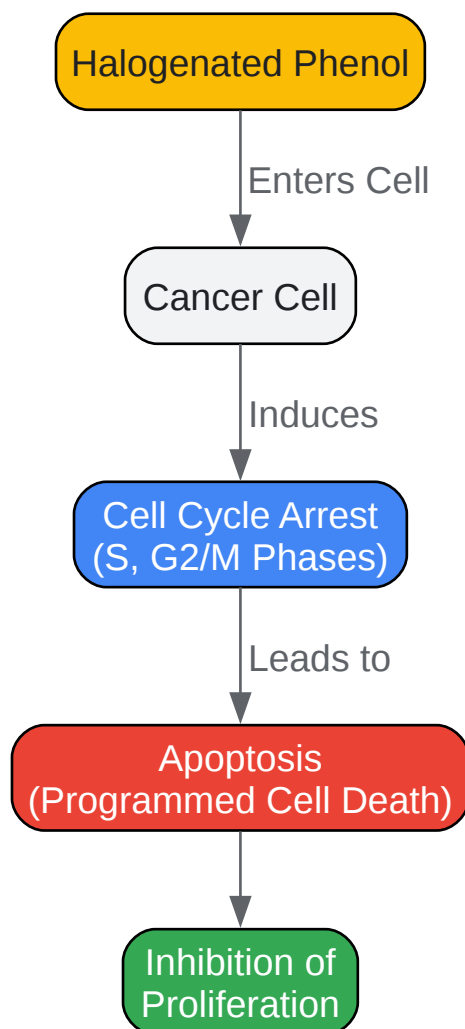 Halogenated Phenol
Enters Cell
Cancer Cell
Induces
Cell Cycle Arrest
(S, G2/M Phases)
Leads to
Apoptosis
(Programmed Cell Death)
Inhibition of
Proliferation